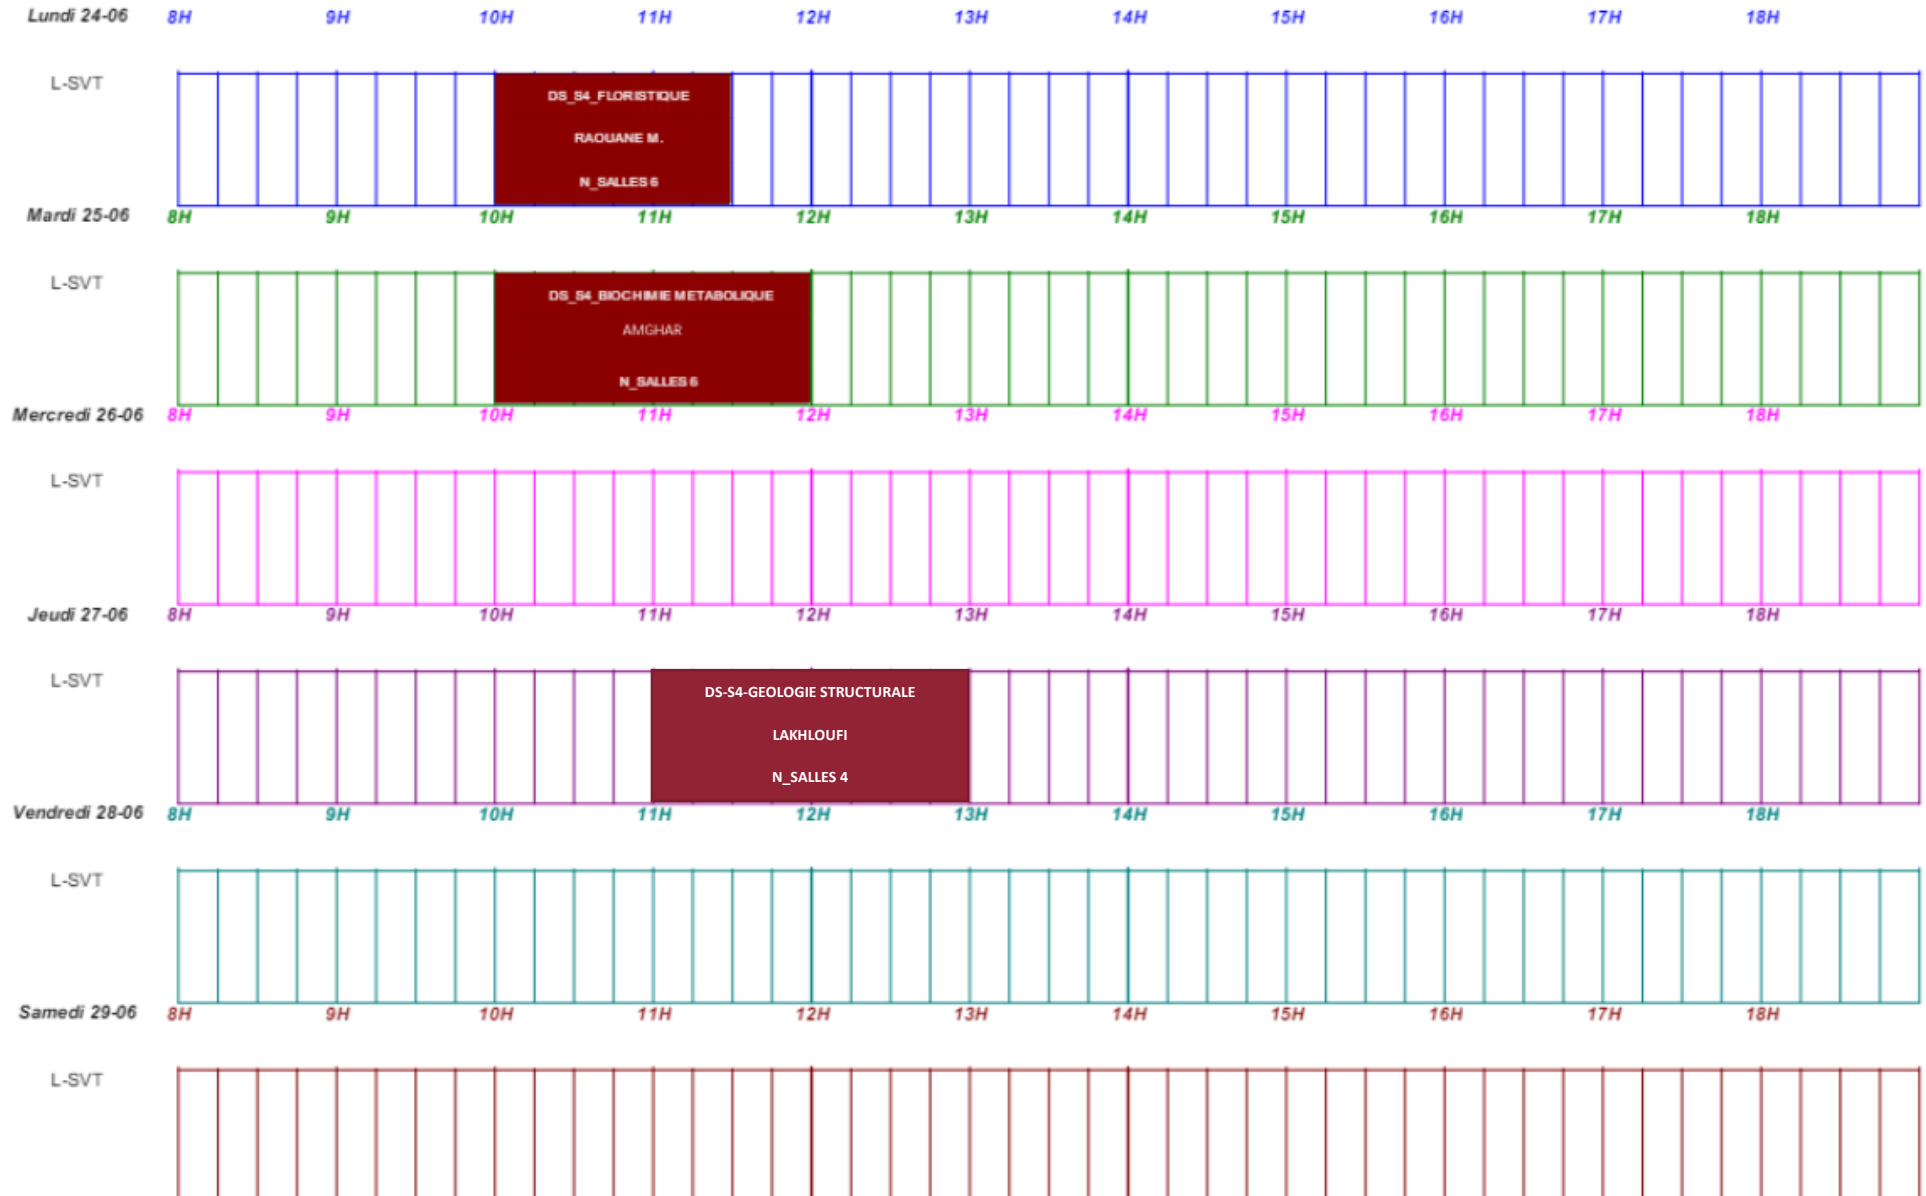 Lundi 24-06 8H 9H 10H 11H 12H 13H 14H 15H 16H 17H 18H
L-SVT
DS_S4_FLORISTIQUE
RAOUANE M.
N_SALLES 6
Mardi 25-06 8H 9H 10H 11H 12H 13H 14H 15H 16H 17H 18H
L-SVT
DS_S4_BIOCHIMIE METABOLIQUE
AMGHAR
N_SALLES 6
Mercredi 26-06 8H 9H 10H 11H 12H 13H 14H 15H 16H 17H 18H
L-SVT
Jeudi 27-06 8H 9H 10H 11H 12H 13H 14H 15H 16H 17H 18H
L-SVT
DS-S4-GEOLOGIE STRUCTURALE
LAKHLOUFI
N_SALLES 4
Vendredi 28-06 8H 9H 10H 11H 12H 13H 14H 15H 16H 17H 18H
L-SVT
Samedi 29-06 8H 9H 10H 11H 12H 13H 14H 15H 16H 17H 18H
L-SVT